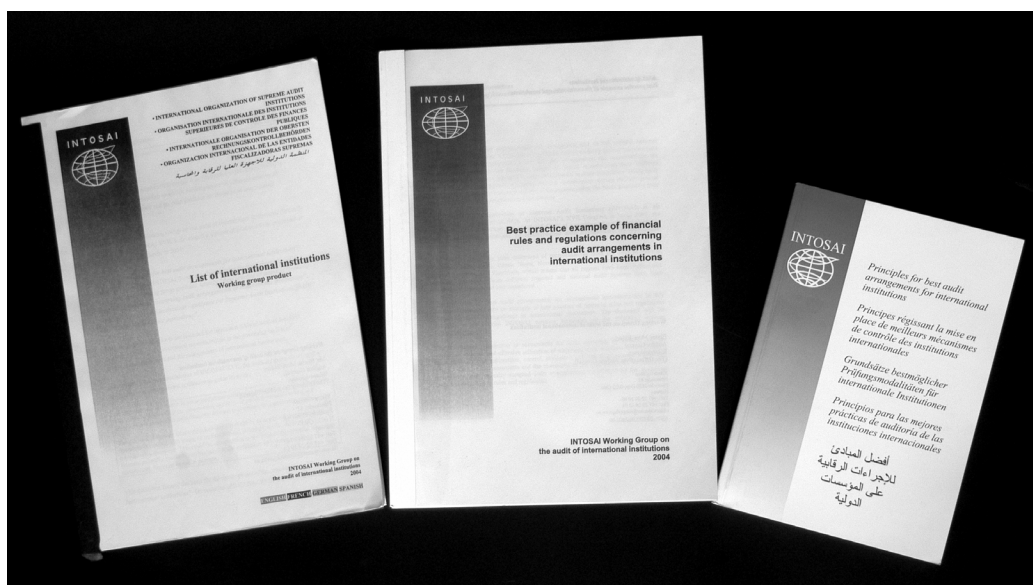 INTOSAI
• INTERNATIONAL ORGANIZATION OF SUPREME AUDIT
INSTITUTIONS
• ORGANISATION INTERNATIONALE DES INSTITUTIONS
SUPERIEURES DE CONTROLE DES FINANCES
PUBLIQUES
• INTERNATIONALE ORGANISATION DER OBERSTEN
RECHNUNGSKONTROLLBEHÖRDEN
• ORGANIZACION INTERNACIONAL DE LAS ENTIDADES
FISCALIZADORAS SUPREMAS
المنظمة الدولية للاجهزة العليا للرقابة والمحاسبة
List of international institutions
Working group product
INTOSAI Working Group on
the audit of international institutions
2004
ENGLISH FRENCH GERMAN SPANISH
INTOSAI
Best practice example of financial
rules and regulations concerning
audit arrangements in
international institutions
INTOSAI Working Group on
the audit of international institutions
2004
INTOSAI
Principles for best audit
arrangements for international
institutions
Principes régissant la mise en
place de meilleurs mécanismes
de contrôle des institutions
internationales
Grundsätze bestmöglicher
Prüfungsmodalitäten für
internationale Institutionen
Principios para las mejores
prácticas de auditoría de las
instituciones internacionales
أفضل المبادئ
للإجراءات الرقابية
على المؤسسات
الدولية